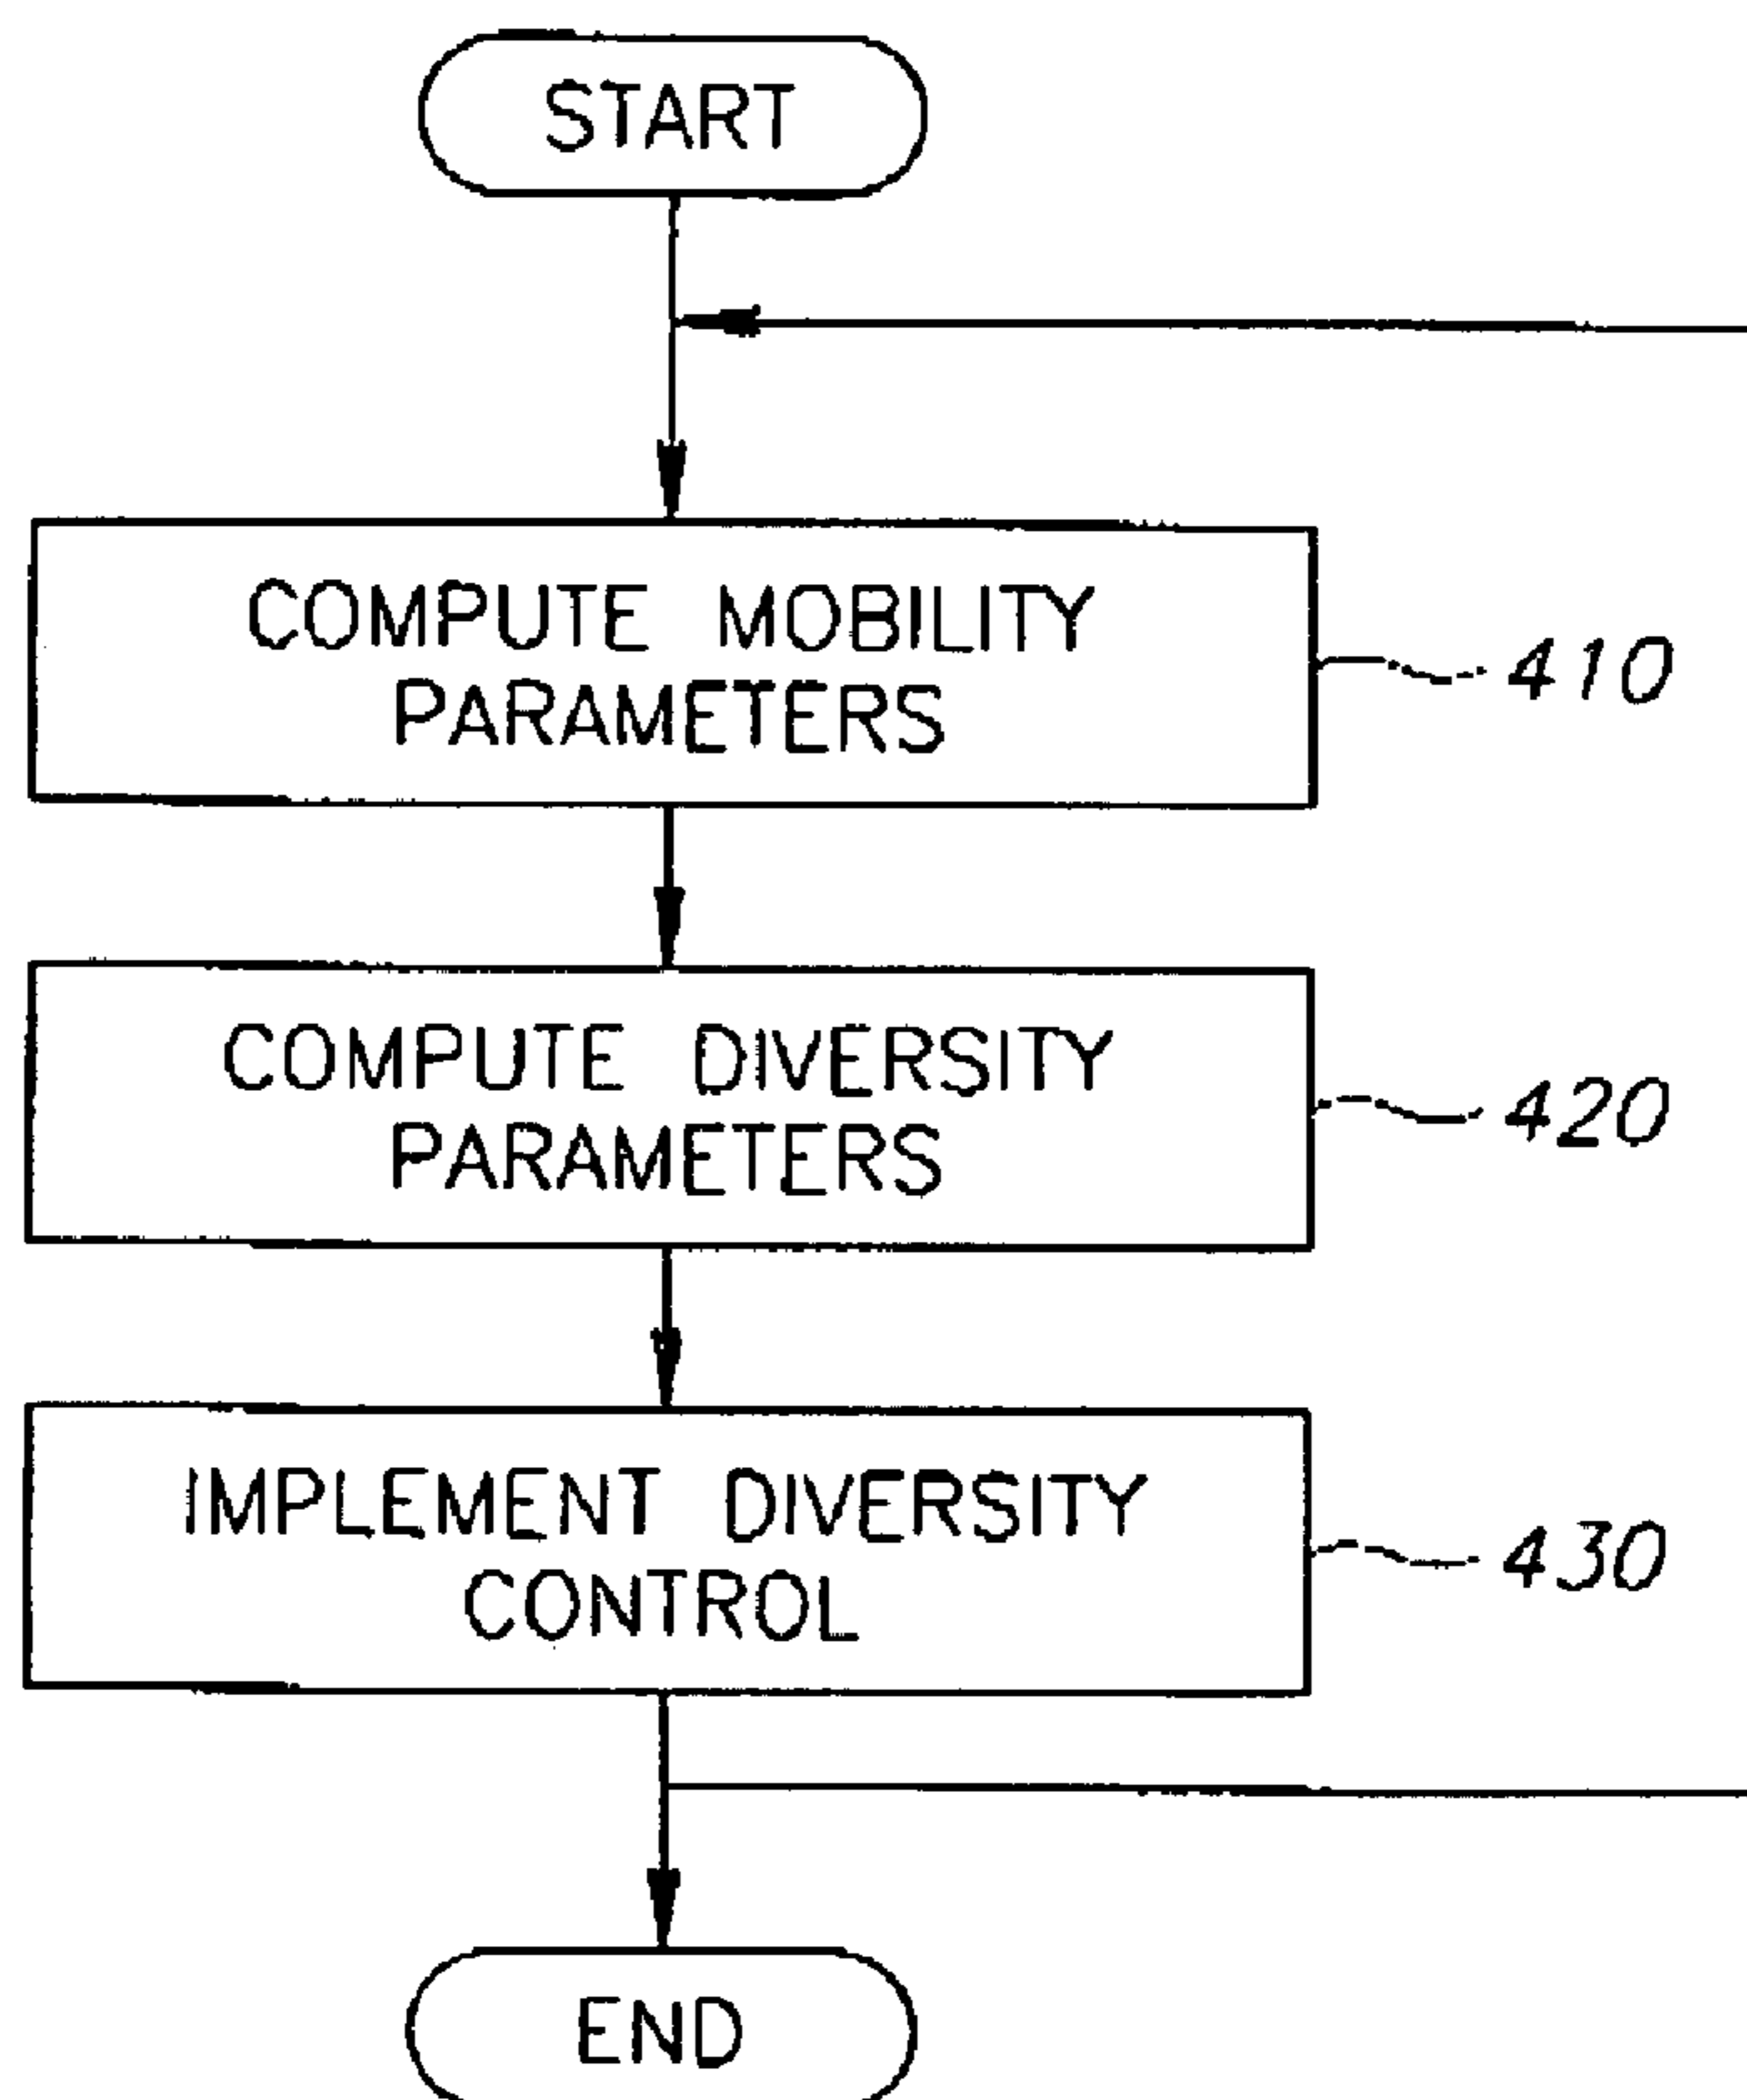 START
COMPUTE MOBILITY
PARAMETERS
410
COMPUTE DIVERSITY
PARAMETERS
420
IMPLEMENT DIVERSITY
CONTROL
430
END